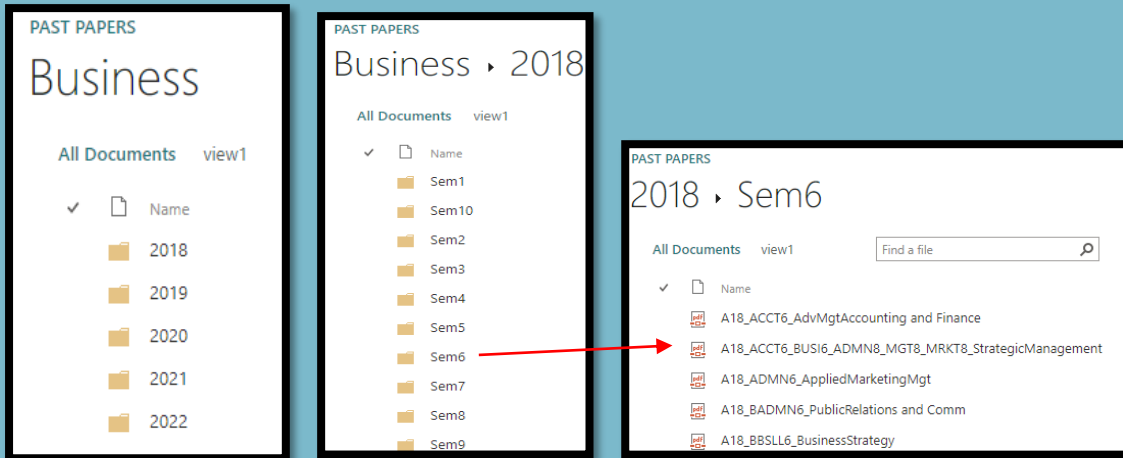 PAST PAPERS
Business
All Documents view1
Name
2018
2019
2020
2021
2022
PAST PAPERS
Business ▸ 2018
All Documents view1
Name
Sem1
Sem10
Sem2
Sem3
Sem4
Sem5
Sem6
Sem7
Sem8
Sem9
PAST PAPERS
2018 ▸ Sem6
All Documents view1 Find a file
Name
A18_ACCT6_AdvMgtAccounting and Finance
A18_ACCT6_BUSI6_ADMN8_MGT8_MRKT8_StrategicManagement
A18_ADMN6_AppliedMarketingMgt
A18_BADMN6_PublicRelations and Comm
A18_BBSLL6_BusinessStrategy